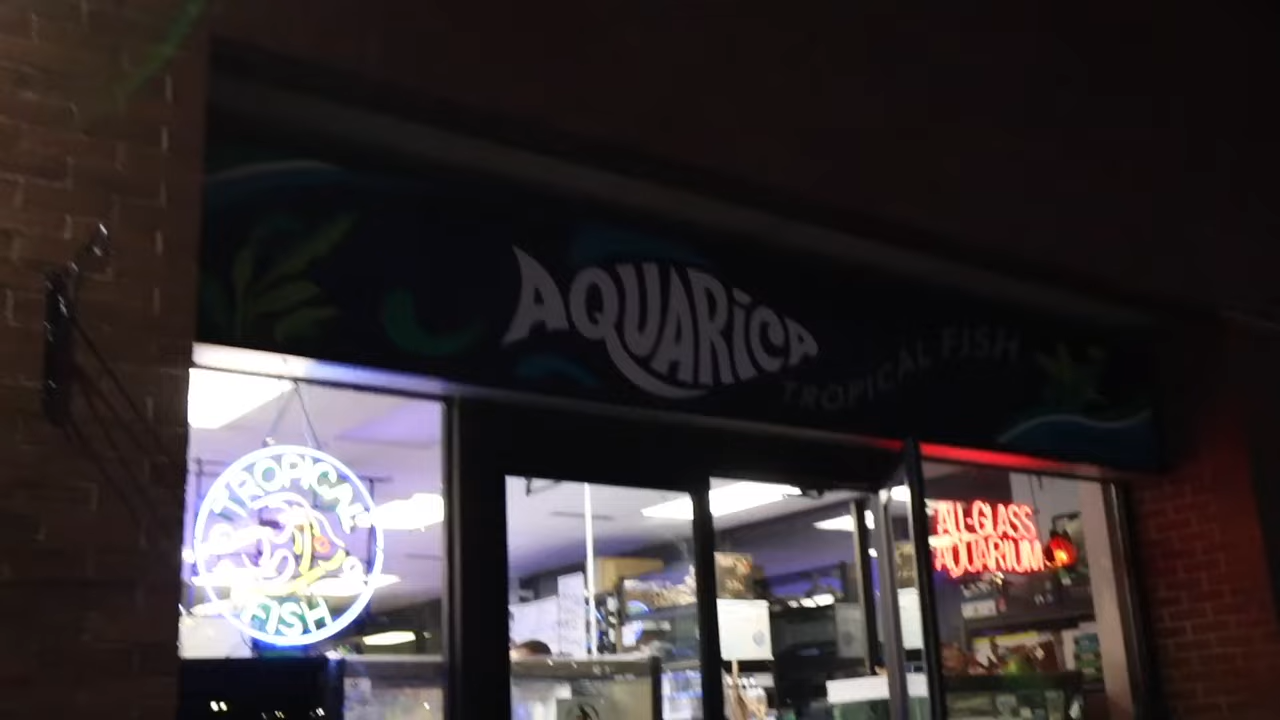 AQUARiCA
TROPICAL FISH
TROPICAL
FISH
ALL-GLASS
AQUARIUM